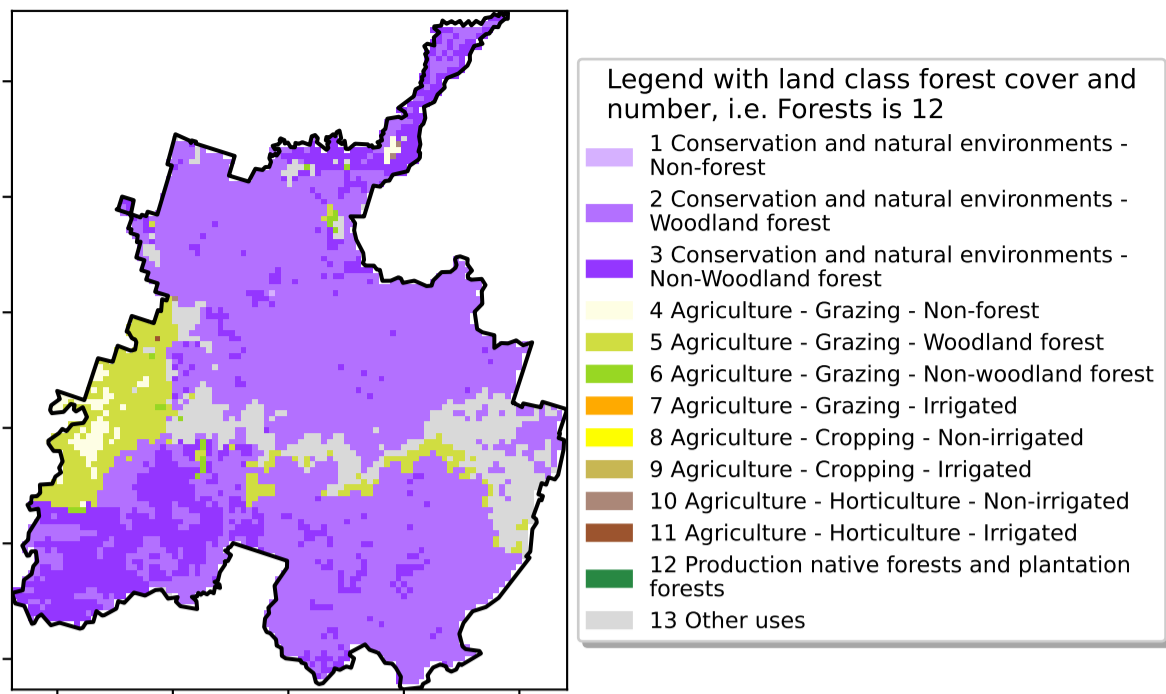 Legend with land class forest cover and
number, i.e. Forests is 12
1 Conservation and natural environments -
Non-forest
2 Conservation and natural environments -
Woodland forest
3 Conservation and natural environments -
Non-Woodland forest
4 Agriculture - Grazing - Non-forest
5 Agriculture - Grazing - Woodland forest
6 Agriculture - Grazing - Non-woodland forest
7 Agriculture - Grazing - Irrigated
8 Agriculture - Cropping - Non-irrigated
9 Agriculture - Cropping - Irrigated
10 Agriculture - Horticulture - Non-irrigated
11 Agriculture - Horticulture - Irrigated
12 Production native forests and plantation
forests
13 Other uses